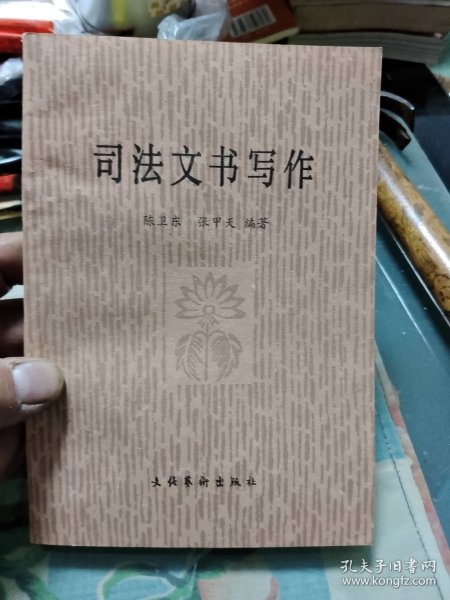 司法文书写作
陈卫东 张甲天 编著
文化艺术出版社
孔夫子旧书网
www.kongfz.com